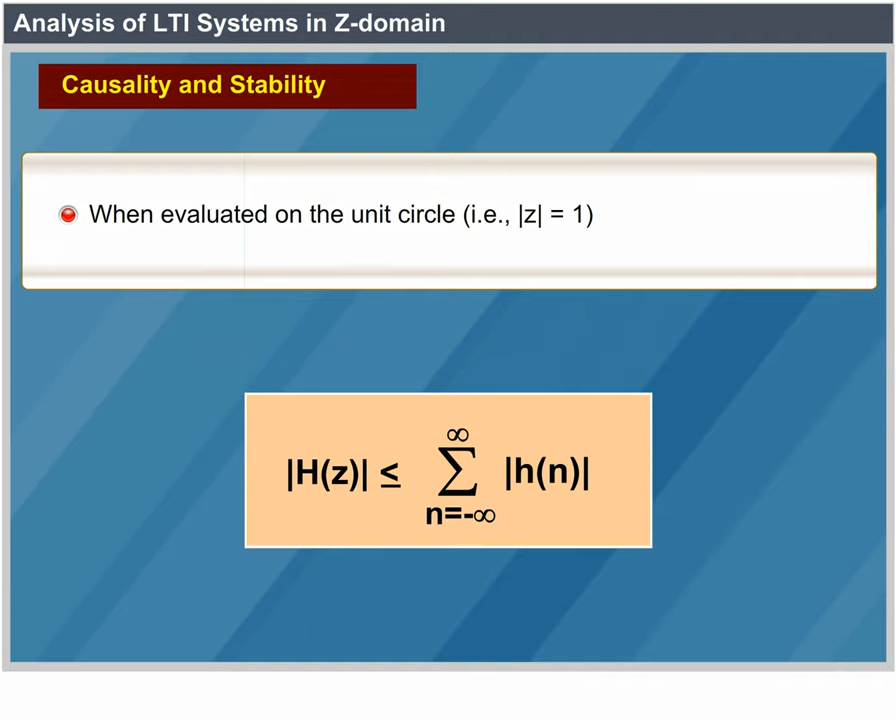 Analysis of LTI Systems in Z-domain
Causality and Stability
When evaluated on the unit circle (i.e., |z| = 1)
∞
|H(z)| ≤ ∑ |h(n)|
n=-∞